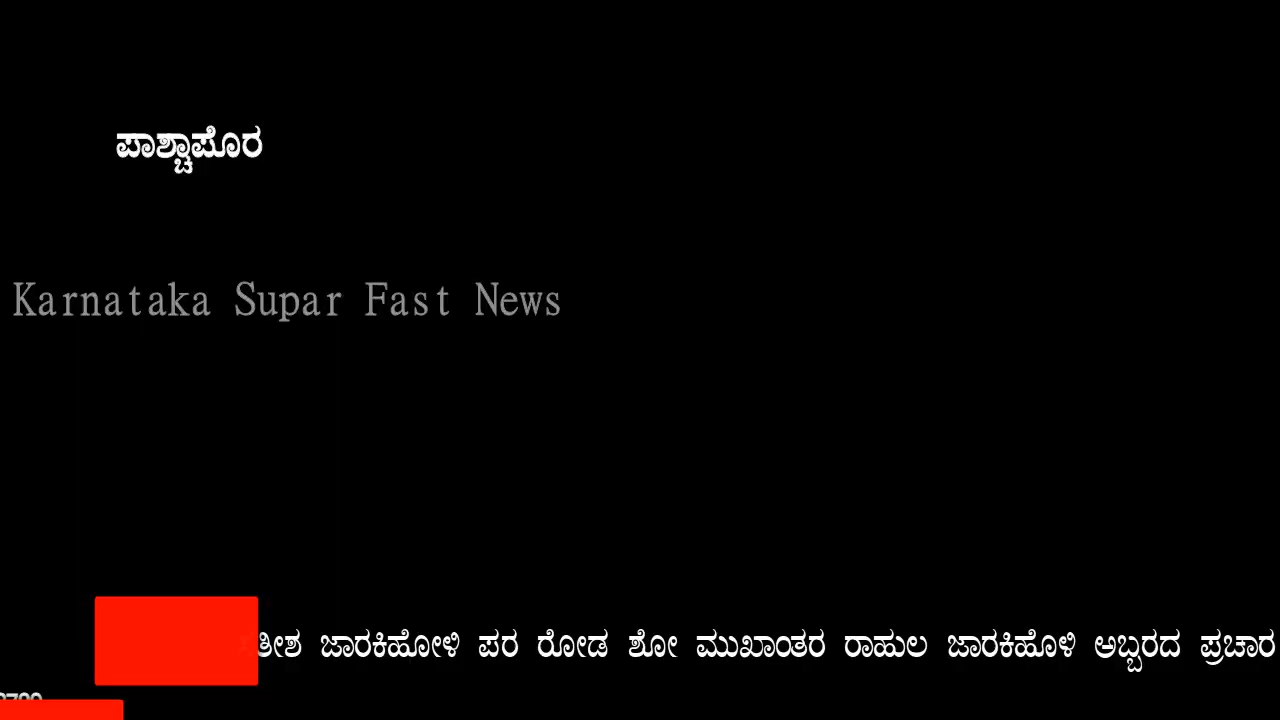 ಪಾಶ್ಚಾಪೊರ
Karnataka Supar Fast News
ಜಾರಕಿಹೋಳಿ ಪರ ರೋಡ ಶೋ ಮುಖಾಂತರ ರಾಹುಲ ಜಾರಕಿಹೊಳಿ ಅಬ್ಬರದ ಪ್ರಚಾರ